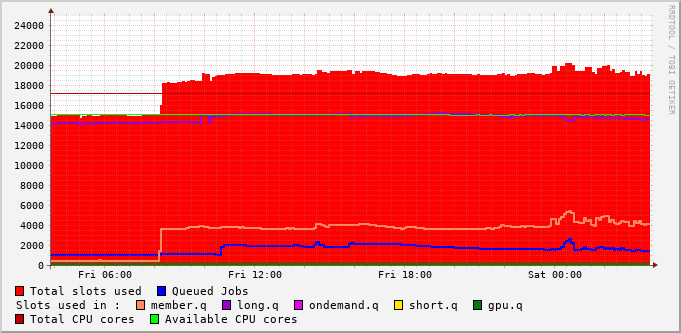 RRDTOOL / TOBI OETIKER
24000
22000
20000
18000
16000
14000
12000
10000
8000
6000
4000
2000
0
Fri 06:00 Fri 12:00 Fri 18:00 Sat 00:00
Total slots used Queued Jobs
Slots used in : member.q long.q ondemand.q short.q gpu.q
Total CPU cores Available CPU cores